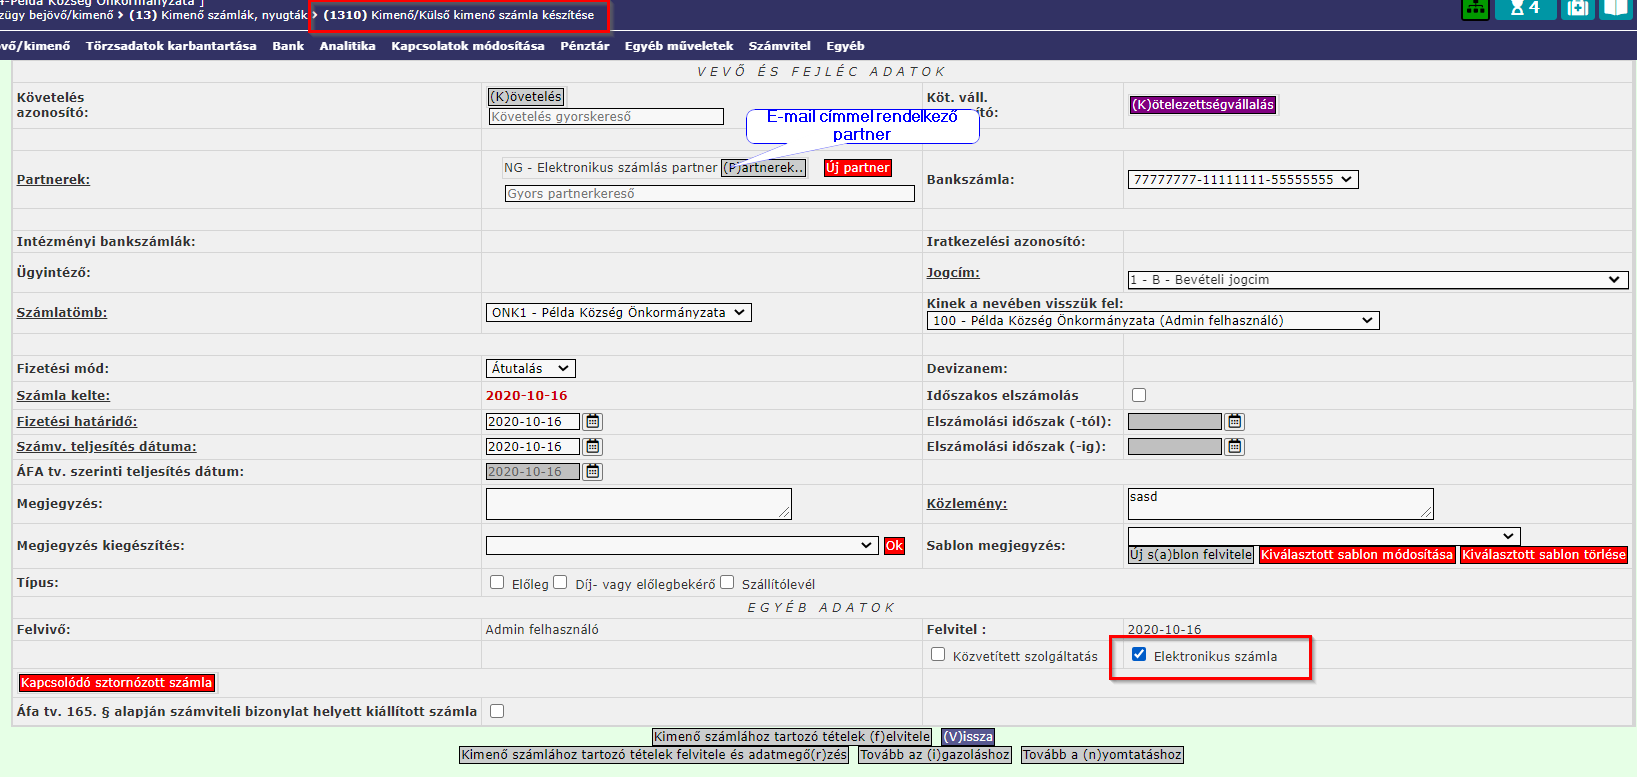 -Példa Község Önkormányzata ]
zügy bejövő/kimenő > (13) Kimenő számlák, nyugták > (1310) Kimenő/Külső kimenő számla készítése
4
vő/kimenő Törzsadatok karbantartása Bank Analitika Kapcsolatok módosítása Pénztár Egyéb műveletek Számvitel Egyéb
VEVŐ ÉS FEJLÉC ADATOK
Követelés
azonosító:
(K)övetelés
Követelés gyorskereső
Köt. váll.
ító:
(K)ötelezettségvállalás
E-mail címmel rendelkező
partner
Partnerek:
NG - Elektronikus számlás partner (P)artnerek.. Új partner
Gyors partnerkereső
Bankszámla:
77777777-11111111-55555555
Intézményi bankszámlák:
Iratkezelési azonosító:
Ügyintéző:
Jogcím:
1 - B - Bevételi jogcim
Számlatömb:
ONK1 - Példa Község Önkormányzata
Kinek a nevében visszük fel:
100 - Példa Község Önkormányzata (Admin felhasználó)
Fizetési mód:
Átutalás
Devizanem:
Számla kelte:
2020-10-16
Időszakos elszámolás
Fizetési határidő:
2020-10-16
Elszámolási időszak (-tól):
Számv. teljesítés dátuma:
2020-10-16
Elszámolási időszak (-ig):
ÁFA tv. szerinti teljesítés dátum:
2020-10-16
Megjegyzés:
Közlemény:
sasd
Megjegyzés kiegészítés:
Ok
Sablon megjegyzés:
Új s(a)blon felvitele Kiválasztott sablon módosítása Kiválasztott sablon törlése
Típus:
Előleg Díj- vagy előlegbekérő Szállítólevél
EGYÉB ADATOK
Felvivő:
Admin felhasználó
Felvitel :
2020-10-16
Közvetített szolgáltatás
Elektronikus számla
Kapcsolódó sztornózott számla
Áfa tv. 165. § alapján számviteli bizonylat helyett kiállított számla
Kimenő számlához tartozó tételek (f)elvitele (V)issza
Kimenő számlához tartozó tételek felvitele és adatmegő(r)zés Tovább az (i)gazoláshoz Tovább a (n)yomtatáshoz